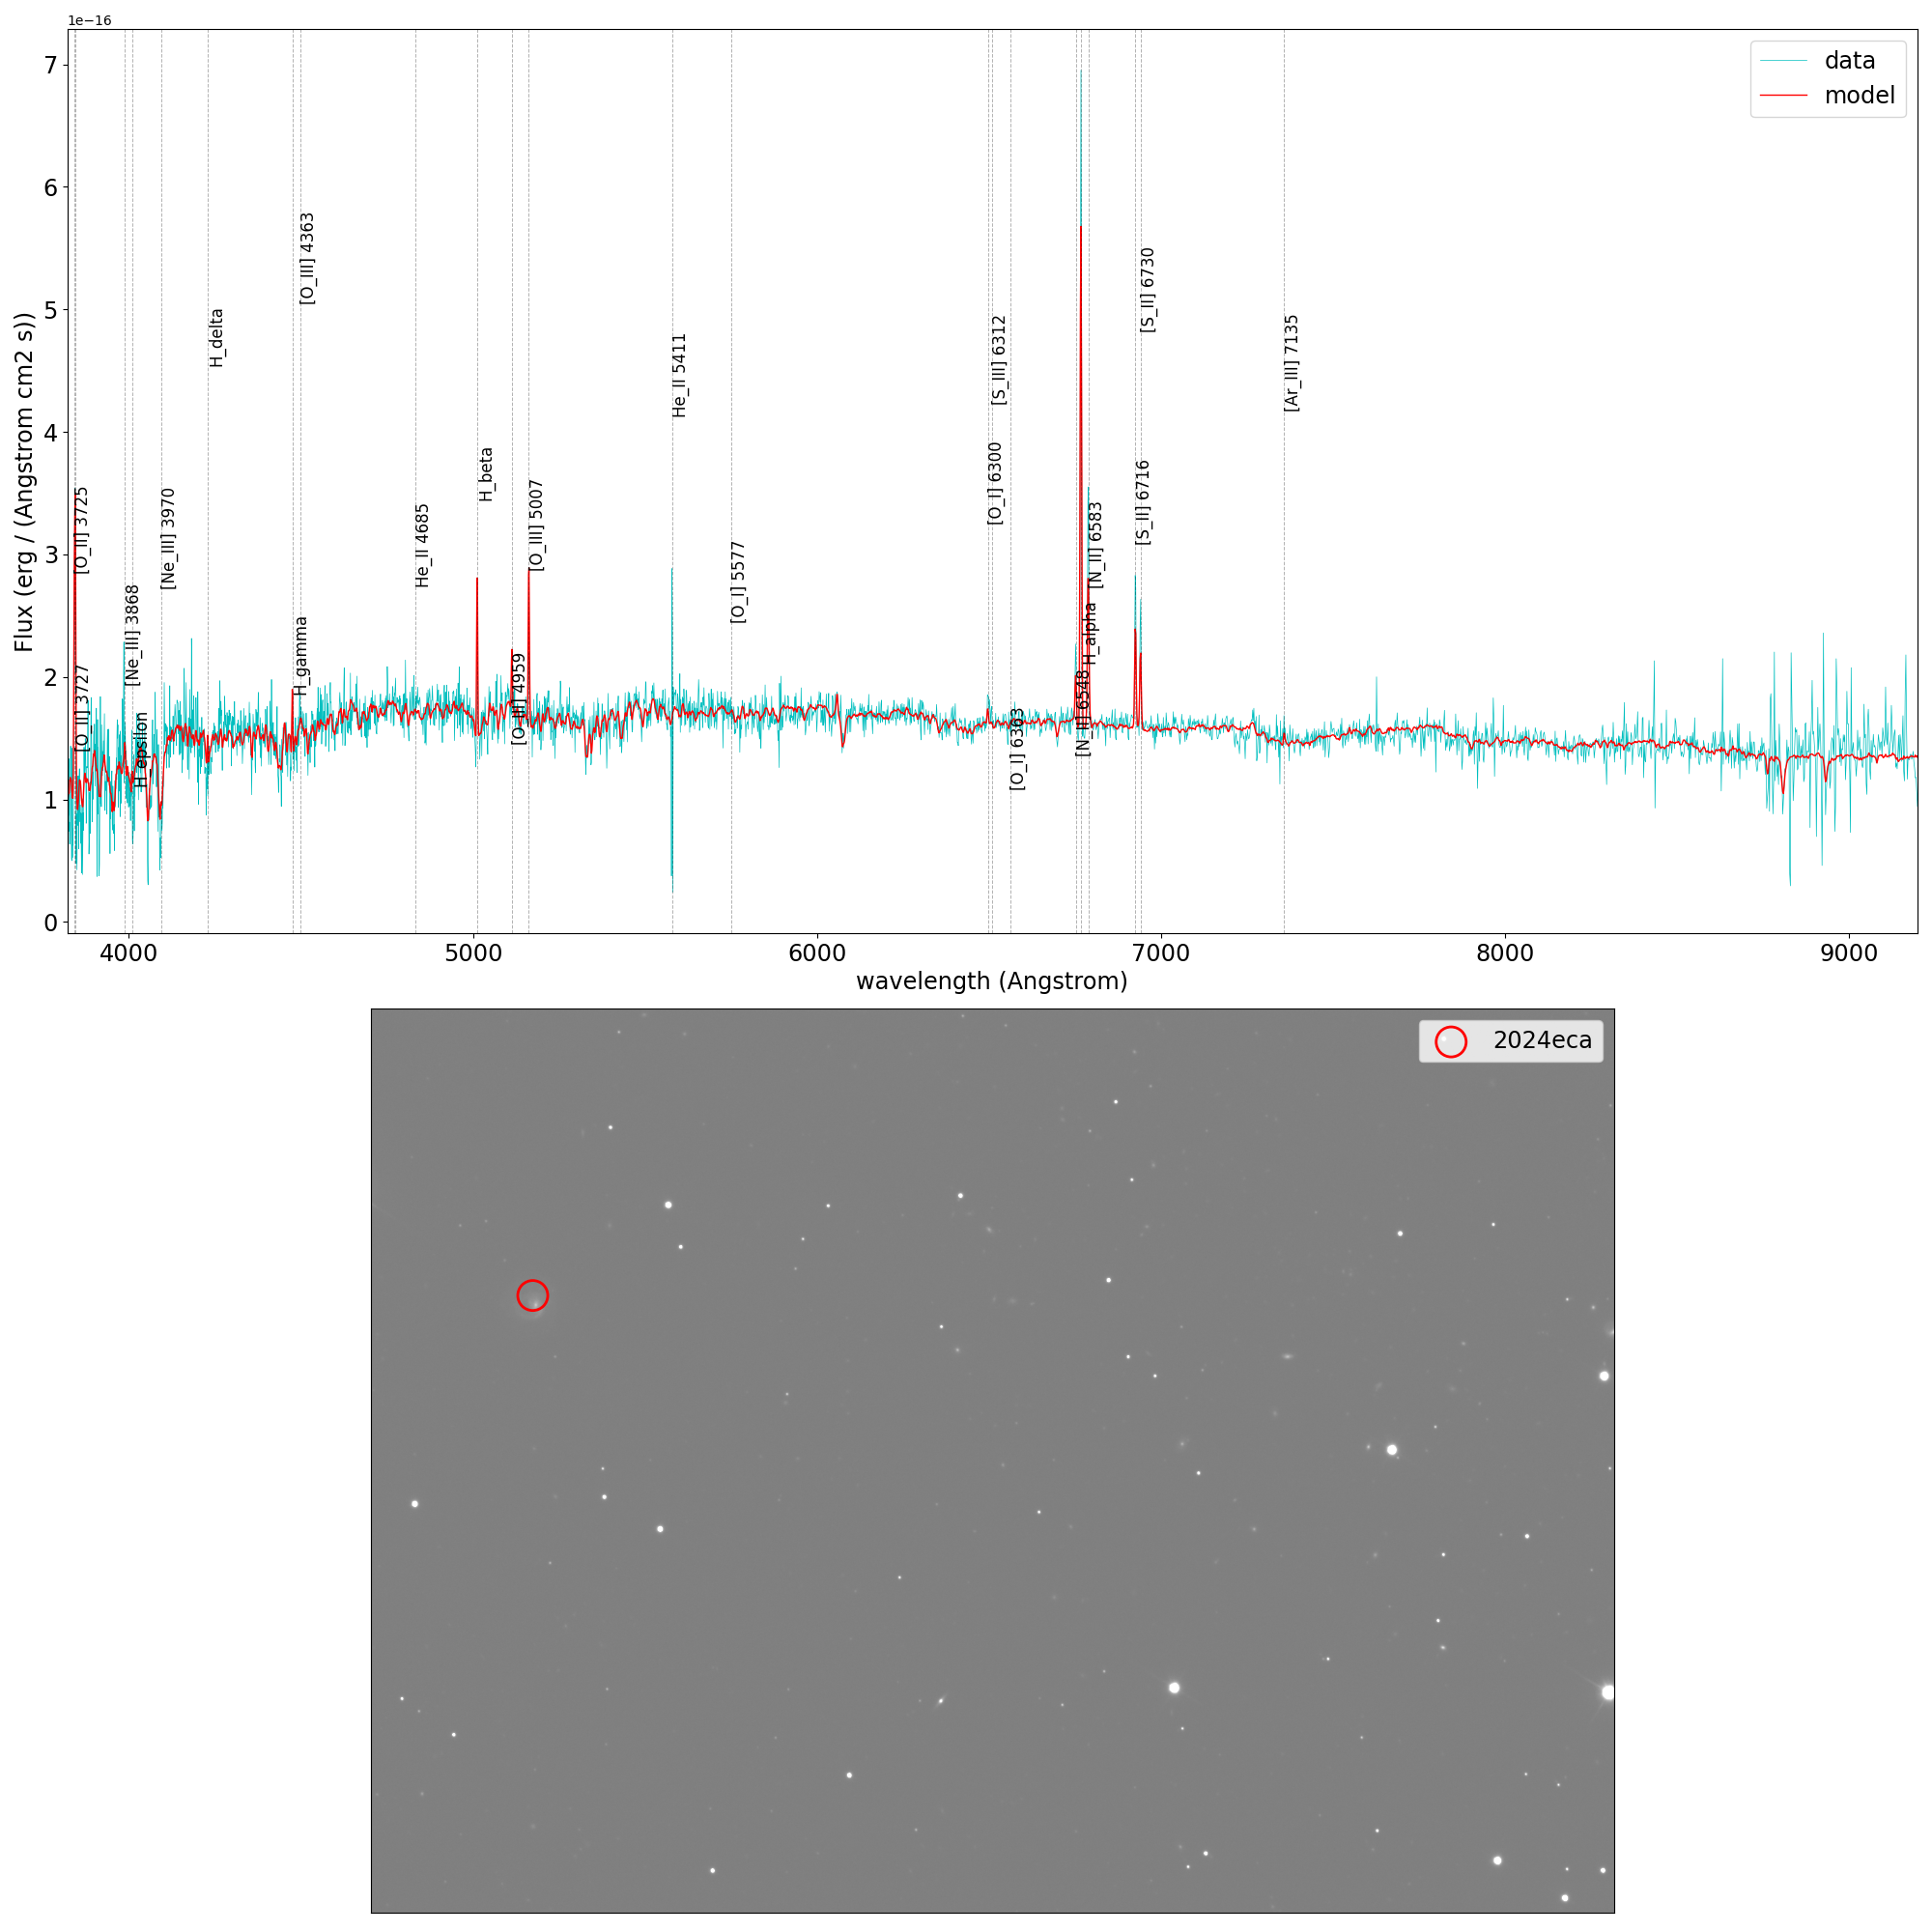 1e−16
data
model
7
6
5
4
3
2
1
0
Flux (erg / (Angstrom cm2 s))
[O_II] 3725
[O_II] 3727
[Ne_III] 3868
H_epsilon
[Ne_III] 3970
H_delta
H_gamma
[O_III] 4363
He_II 4685
H_beta
[O_III] 4959
[O_III] 5007
He_II 5411
[O_I] 5577
[O_I] 6300
[S_III] 6312
[O_I] 6363
[N_II] 6548
H_alpha
[N_II] 6583
[S_II] 6716
[S_II] 6730
[Ar_III] 7135
4000 5000 6000 7000 8000 9000
wavelength (Angstrom)
2024eca